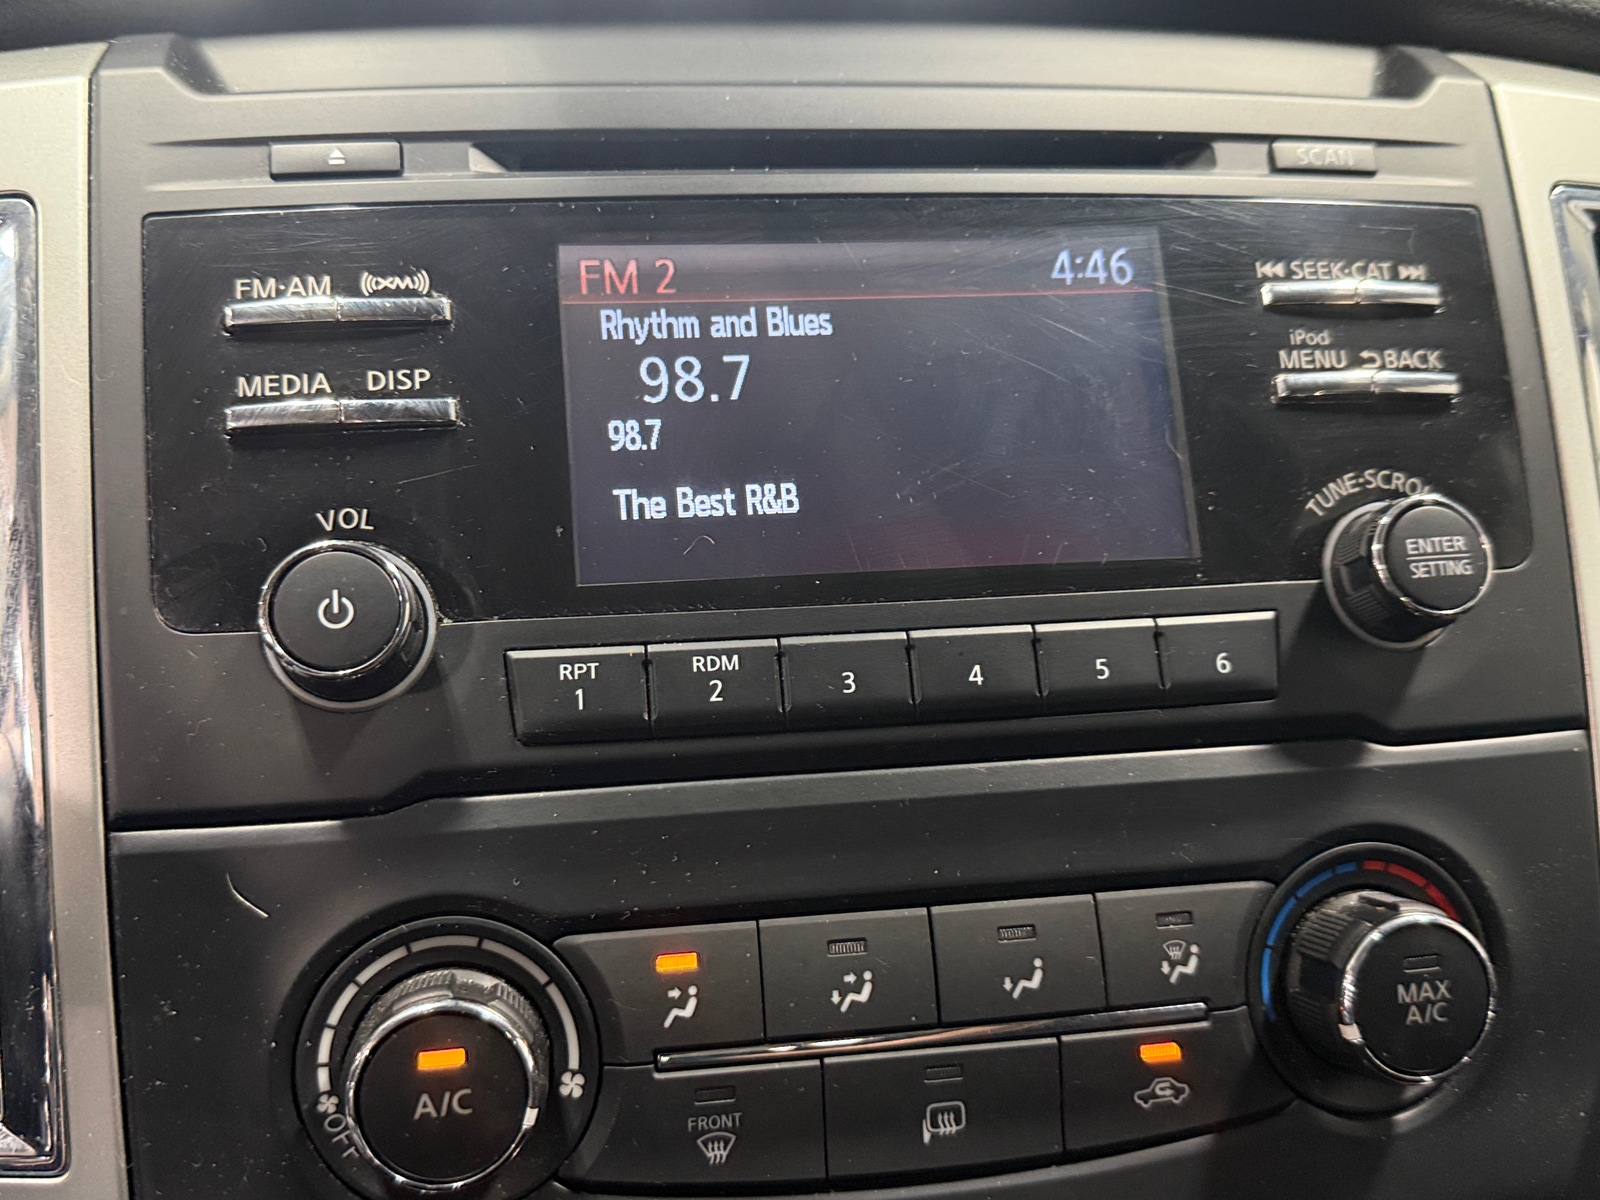 SCAN
FM·AM
((XM))
SEEK·CAT
FM 2
4:46
Rhythm and Blues
98.7
98.7
The Best R&B
MEDIA
DISP
iPod
MENU
BACK
VOL
TUNE·SCROL
ENTER
SETTING
RPT
1
RDM
2
3
4
5
6
MAX
A/C
A/C
OFF
FRONT